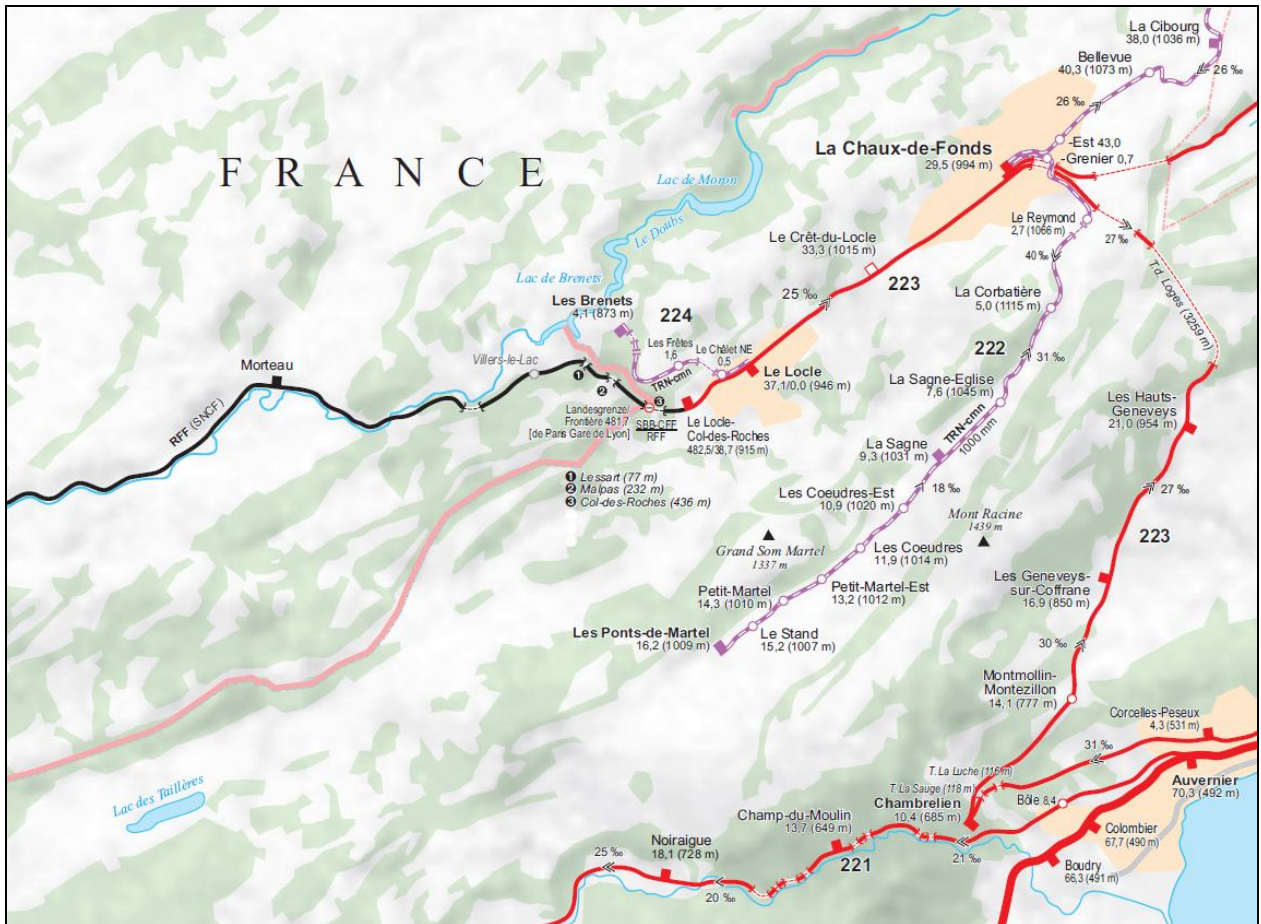 La Cibourg
38,0 (1036 m)
Bellevue
40,3 (1073 m)
26 ‰
26 ‰
FRANCE
La Chaux-de-Fonds
29,5 (994 m)
-Est 43,0
-Grenier 0,7
Lac de Moron
Le Doubs
Le Reymond
2,7 (1066 m)
27 ‰
Le Crêt-du-Locle
33,3 (1015 m)
40 ‰
T.d. Loges (3259 m)
Lac de Brenets
223
25 ‰
La Corbatière
5,0 (1115 m)
Les Brenets
4,1 (873 m)
224
Les Frêtes
1,6
Le Châlet NE
0,5
222
31 ‰
Villers-le-Lac
Morteau
TRN-cmn
Le Locle
37,1/0,0 (946 m)
La Sagne-Eglise
7,6 (1045 m)
Les Hauts-
Geneveys
21,0 (954 m)
1
2
3
RFF (SNCF)
Landesgrenze/
Frontière 481,7
[de Paris Gare de Lyon]
SBB-CFF
RFF
Le Locle-
Col-des-Roches
482,5/38,7 (915 m)
TRN-cmn
1000 mm
La Sagne
9,3 (1031 m)
1 Lessart (77 m)
2 Malpas (232 m)
3 Col-des-Roches (436 m)
18 ‰
27 ‰
Les Coeudres-Est
10,9 (1020 m)
Mont Racine
1439 m
223
Grand Som Martel
1337 m
Les Coeudres
11,9 (1014 m)
Les Geneveys-
sur-Coffrane
16,9 (850 m)
Petit-Martel
14,3 (1010 m)
Petit-Martel-Est
13,2 (1012 m)
Les Ponts-de-Martel
16,2 (1009 m)
Le Stand
15,2 (1007 m)
30 ‰
Montmollin-
Montezillon
14,1 (777 m)
Corcelles-Peseux
4,3 (531 m)
31 ‰
T. La Luche (116 m)
T. La Sauge (118 m)
Auvernier
70,3 (492 m)
Lac des Taillères
Chambrelien
10,4 (685 m)
Bôle 8,4
Champ-du-Moulin
13,7 (649 m)
Colombier
67,7 (490 m)
Noiraigue
18,1 (728 m)
25 ‰
221
21 ‰
Boudry
66,3 (491 m)
20 ‰